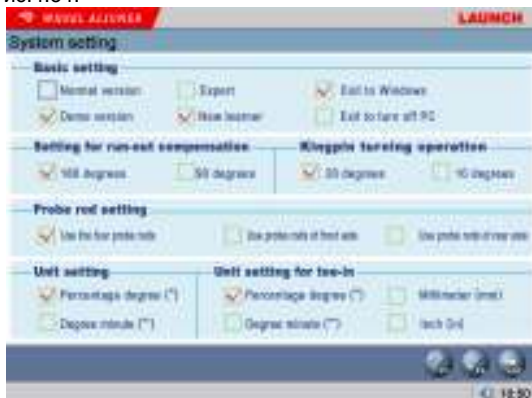 WHEEL ALIGNER LAUNCH
System setting
Basic setting
Normal version Expert Exit to Windows
Demo version New learner Exit to turn off PC
Setting for run-out compensation Kingpin turning operation
180 degrees 90 degrees 20 degrees 10 degrees
Probe rod setting
Use the four probe rods Use probe rods of front axle Use probe rods of rear axle
Unit setting Unit setting for toe-in
Percentage degree (°) Percentage degree (°) Millimeter (mm)
Degree minute (°') Degree minute (°') Inch (in)
10:50